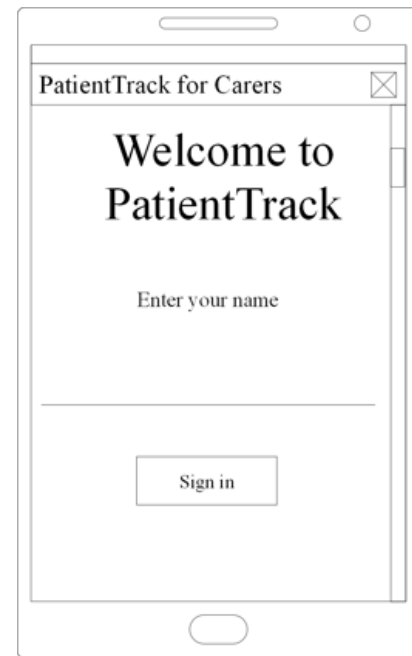 PatientTrack for Carers
Welcome to
PatientTrack
Enter your name
Sign in